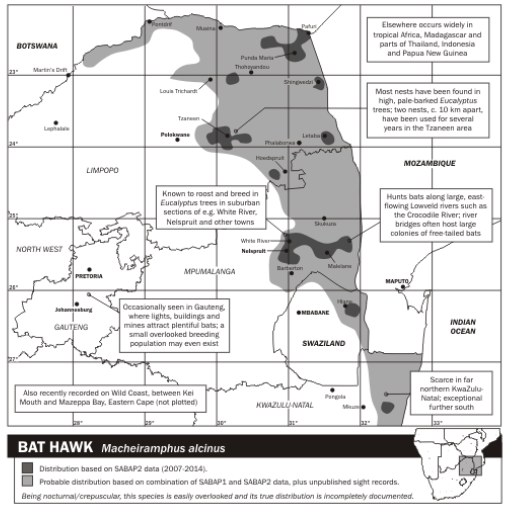 Pontdrif
Musina
Pafuri
BOTSWANA
Elsewhere occurs widely in
tropical Africa, Madagascar and
parts of Thailand, Indonesia
and Papua New Guinea
Punda Maria
Thohoyandou
Martin's Drift
23°
Shingwedzi
Louis Trichardt
Most nests have been found in
high, pale-barked Eucalyptus
trees; two nests, c. 10 km apart,
have been used for several
years in the Tzaneen area
Tzaneen
Lephalale
Polokwane
Letaba
Phalaborwa
24°
Hoedspruit
MOZAMBIQUE
LIMPOPO
Known to roost and breed in
Eucalyptus trees in suburban
sections of e.g. White River,
Nelspruit and other towns
Hunts bats along large, east-
flowing Lowveld rivers such as
the Crocodile River; river
bridges often host large
colonies of free-tailed bats
25°
Skukuza
NORTH WEST
White River
Nelspruit
Malelane
Barberton
MPUMALANGA
PRETORIA
MAPUTO
26°
Occasionally seen in Gauteng,
where lights, buildings and
mines attract plentiful bats; a
small overlooked breeding
population may even exist
Johannesburg
GAUTENG
Hlane
MBABANE
INDIAN
OCEAN
SWAZILAND
27°
Scarce in far
northern KwaZulu-
Natal; exceptional
further south
Also recently recorded on Wild Coast, between Kei
Mouth and Mazeppa Bay, Eastern Cape (not plotted)
Pongola
KWAZULU-NATAL
Mkuze
28° 29° 30° 31° 32° 33°
BAT HAWK Macheiramphus alcinus
Distribution based on SABAP2 data (2007-2014).
Probable distribution based on combination of SABAP1 and SABAP2 data, plus unpublished sight records.
Being nocturnal/crepuscular, this species is easily overlooked and its true distribution is incompletely documented.